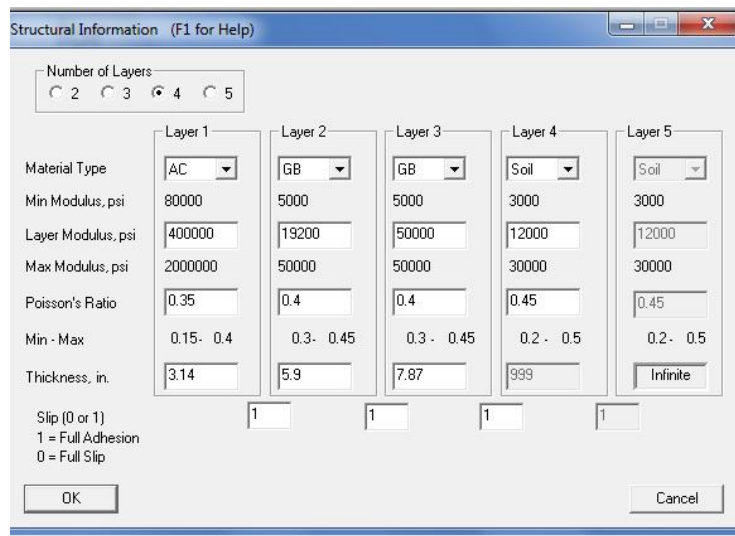 Structural Information (F1 for Help)
Number of Layers
2 3 4 5
Layer 1 Layer 2 Layer 3 Layer 4 Layer 5
Material Type AC GB GB Soil Soil
Min Modulus, psi 80000 5000 5000 3000 3000
Layer Modulus, psi 400000 19200 50000 12000 12000
Max Modulus, psi 2000000 50000 50000 30000 30000
Poisson's Ratio 0.35 0.4 0.4 0.45 0.45
Min - Max 0.15- 0.4 0.3- 0.45 0.3 - 0.45 0.2 - 0.5 0.2 - 0.5
Thickness, in. 3.14 5.9 7.87 999 Infinite
Slip (0 or 1) 1 1 1 1
1 = Full Adhesion
0 = Full Slip
OK Cancel